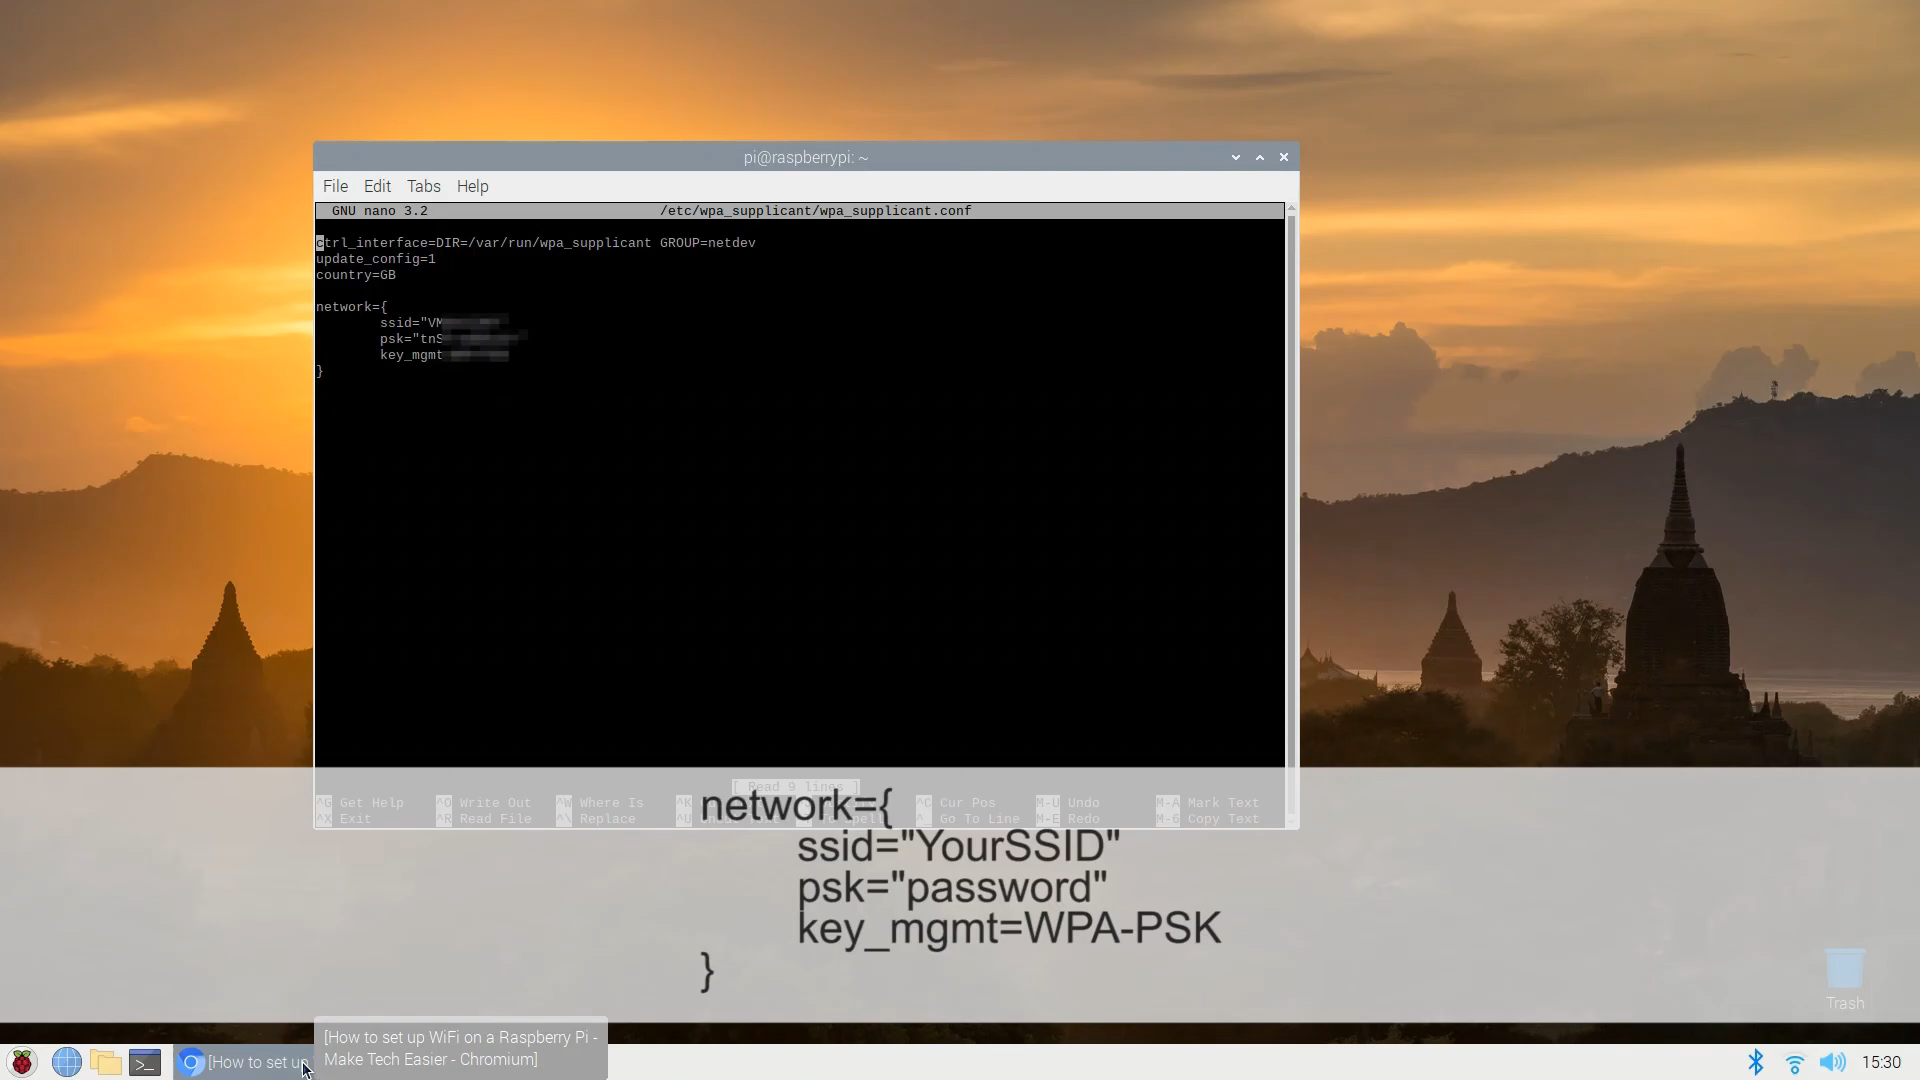 pi@raspberrypi: ~
File Edit Tabs Help
GNU nano 3.2 /etc/wpa_supplicant/wpa_supplicant.conf
ctrl_interface=DIR=/var/run/wpa_supplicant GROUP=netdev
update_config=1
country=GB
network={
ssid="VM
psk="tnS
key_mgmt
}
[ Read 9 lines ]
^G Get Help ^O Write Out ^W Where Is ^K ^C Cur Pos M-U Undo M-A Mark Text
^X Exit ^R Read File ^\ Replace ^U ^_ Go To Line M-E Redo M-6 Copy Text
network={
ssid="YourSSID"
psk="password"
key_mgmt=WPA-PSK
}
Trash
[How to set up WiFi on a Raspberry Pi -
Make Tech Easier - Chromium]
[How to set up
15:30